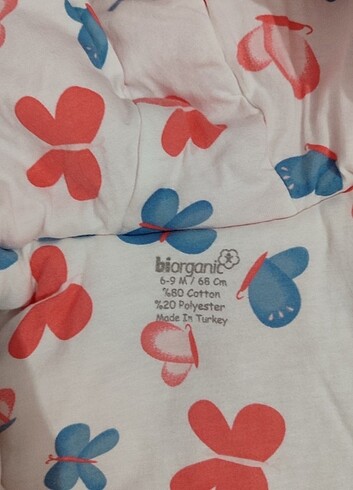 biorganic
6-9 M / 68 Cm
%80 Cotton
%20 Polyester
Made In Turkey